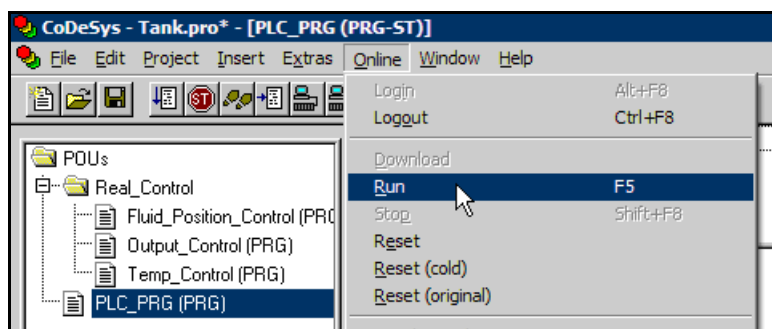 CoDeSys - Tank.pro* - [PLC_PRG (PRG-ST)]
File Edit Project Insert Extras Online Window Help
STOP
Login Alt+F8
Logout Ctrl+F8
Download
Run F5
Stop Shift+F8
Reset
Reset (cold)
Reset (original)
POUs
Real_Control
Fluid_Position_Control (PRG
Output_Control (PRG)
Temp_Control (PRG)
PLC_PRG (PRG)